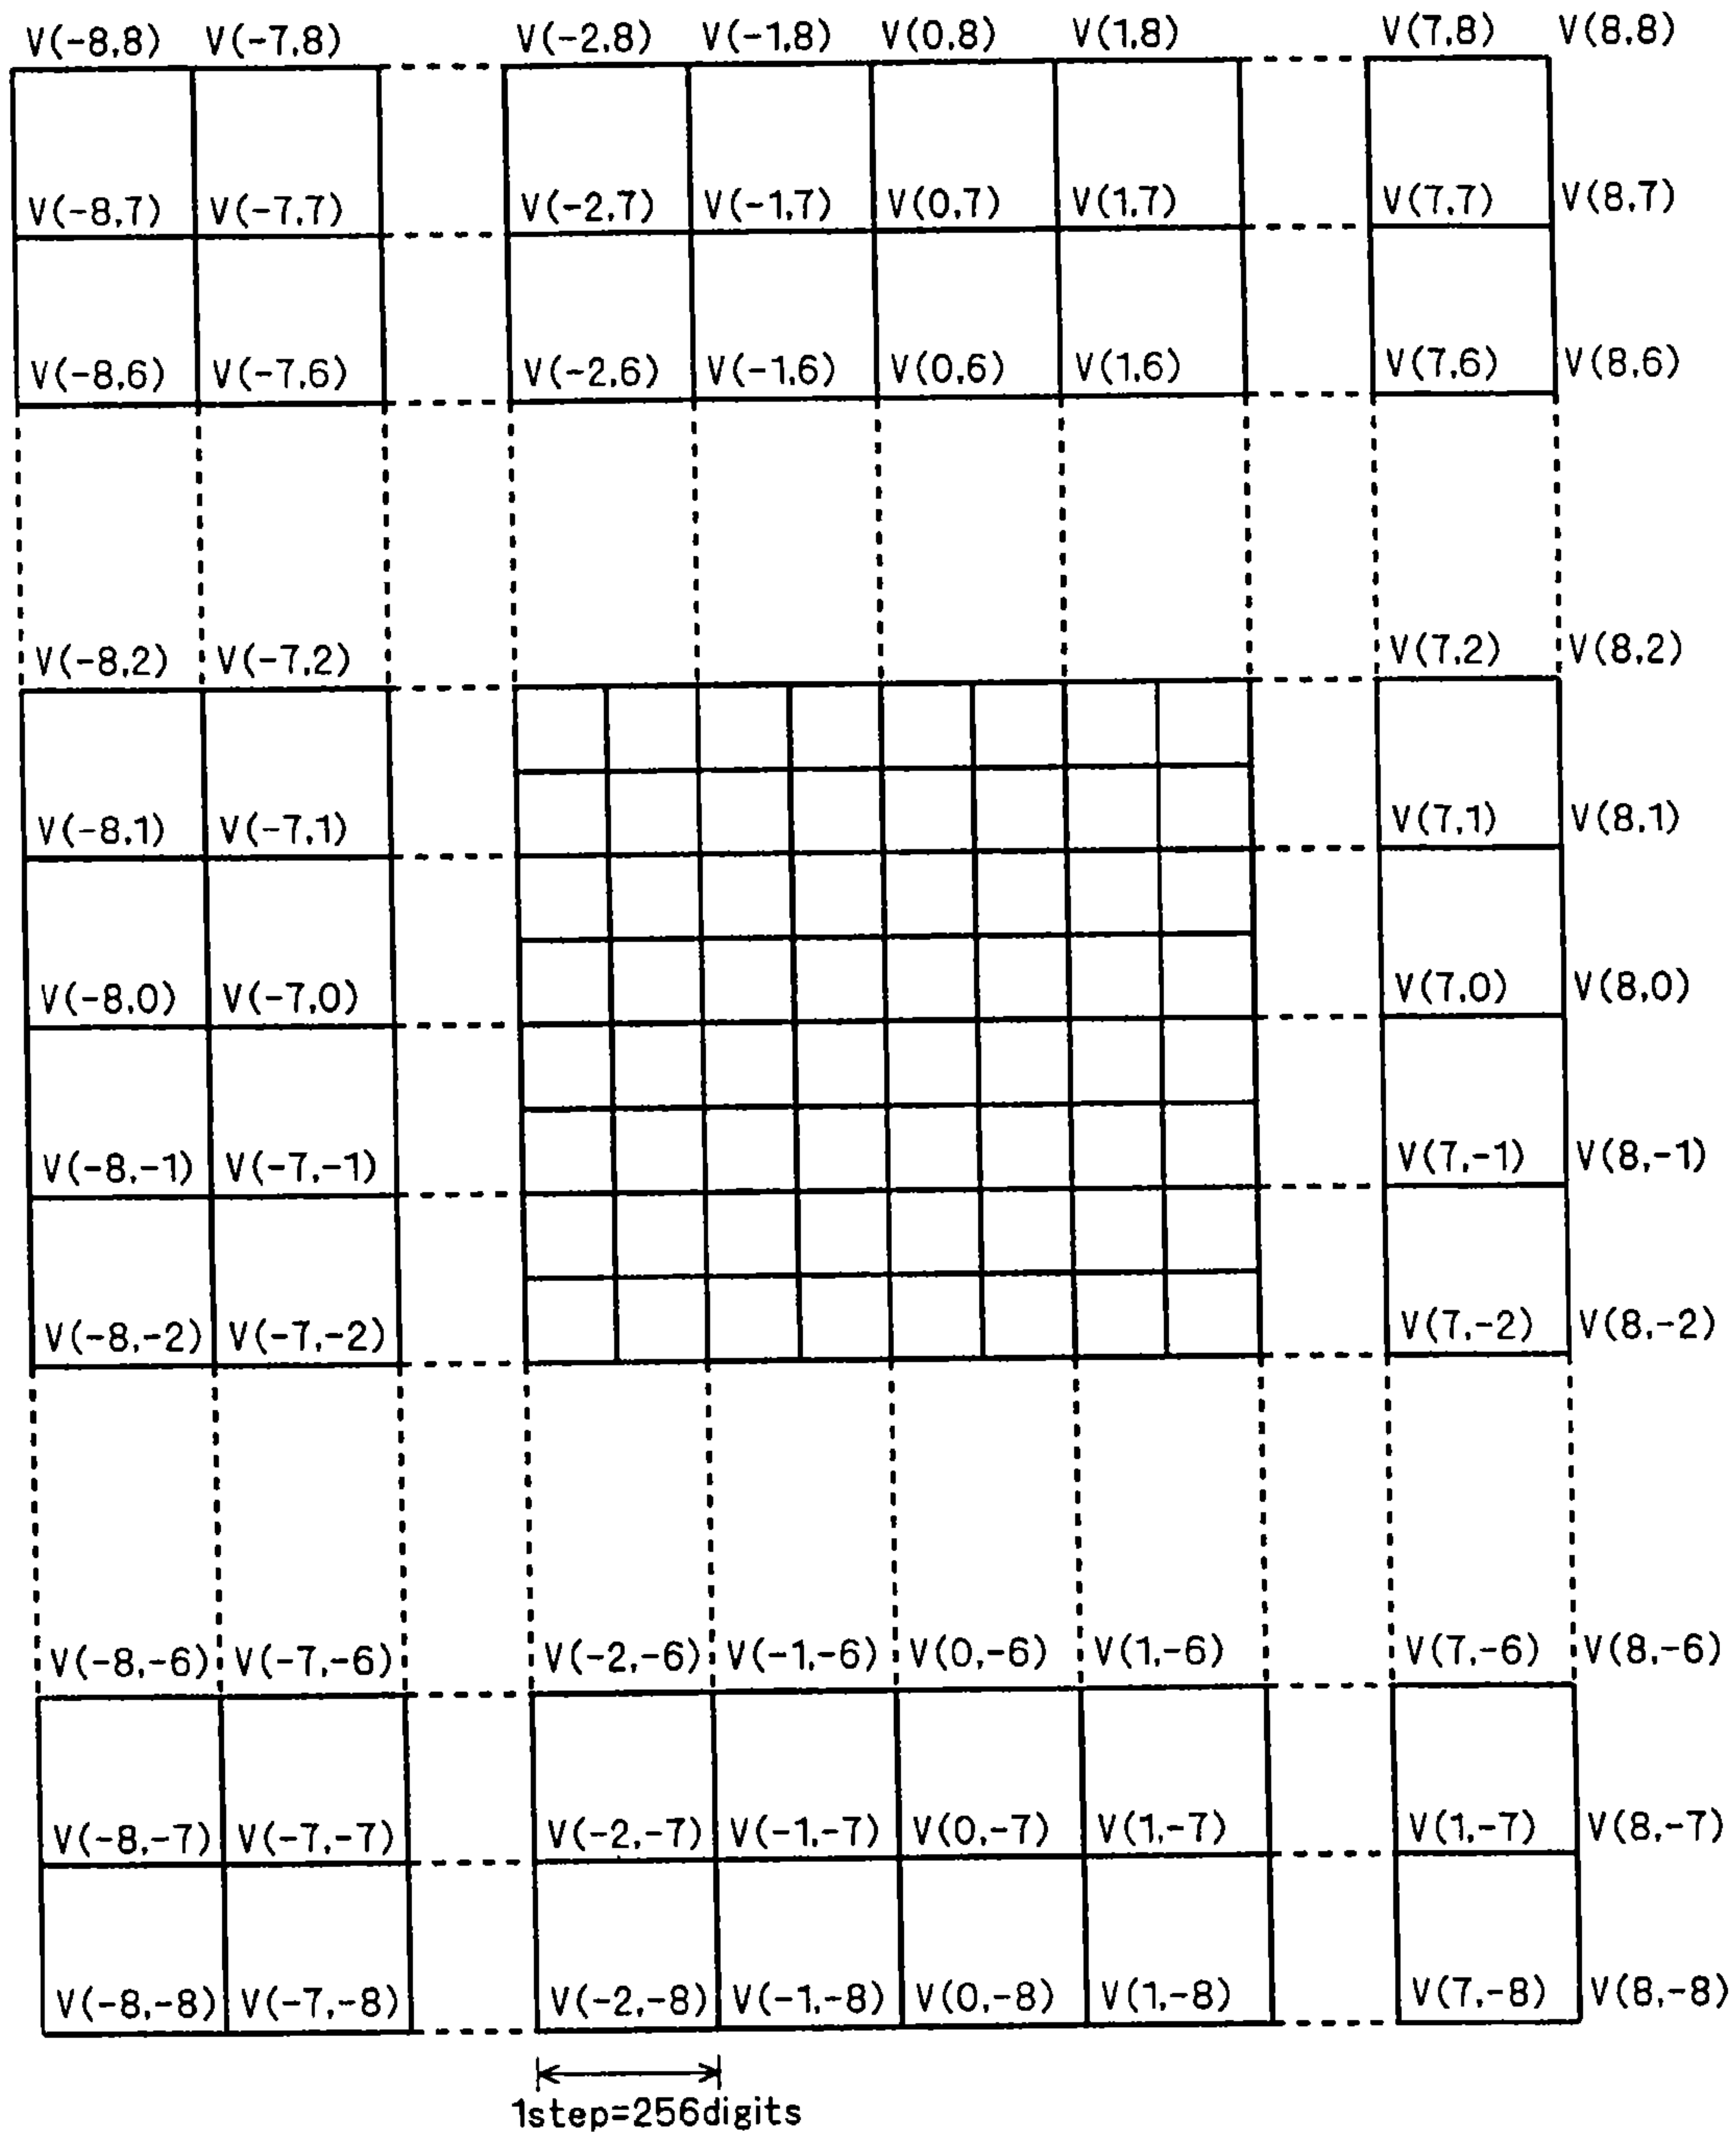 V(-8,8) V(-7,8) V(-2,8) V(-1,8) V(0,8) V(1,8) V(7,8) V(8,8)
V(-8,7) V(-7,7) V(-2,7) V(-1,7) V(0,7) V(1,7) V(7,7) V(8,7)
V(-8,6) V(-7,6) V(-2,6) V(-1,6) V(0,6) V(1,6) V(7,6) V(8,6)
V(-8,2) V(-7,2) V(7,2) V(8,2)
V(-8,1) V(-7,1) V(7,1) V(8,1)
V(-8,0) V(-7,0) V(7,0) V(8,0)
V(-8,-1) V(-7,-1) V(7,-1) V(8,-1)
V(-8,-2) V(-7,-2) V(7,-2) V(8,-2)
V(-8,-6) V(-7,-6) V(-2,-6) V(-1,-6) V(0,-6) V(1,-6) V(7,-6) V(8,-6)
V(-8,-7) V(-7,-7) V(-2,-7) V(-1,-7) V(0,-7) V(1,-7) V(1,-7) V(8,-7)
V(-8,-8) V(-7,-8) V(-2,-8) V(-1,-8) V(0,-8) V(1,-8) V(7,-8) V(8,-8)
1step=256digits